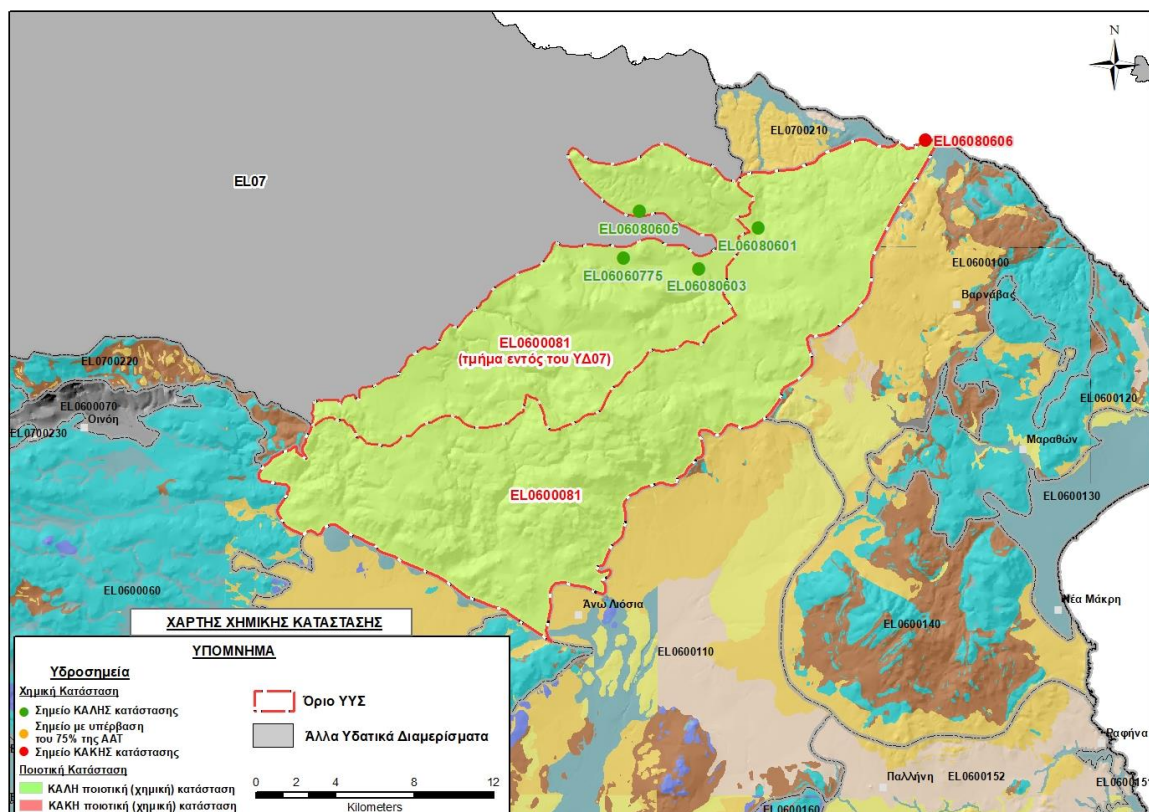 N
EL0700210
EL06080606
EL07
EL06080605
EL06080601
EL06060775
EL06080603
EL0600100
Βαρνάβας
EL0600081
(τμήμα εντός του ΥΔ07)
EL0700220
EL0600070
Οινόη
EL0700230
EL0600120
Μαραθών
EL0600130
EL0600081
EL0600060
Άνω Λιόσια
Νέα Μάκρη
EL0600140
EL0600110
Ραφήνα
Παλλήνη
EL0600152
EL0600151
EL0600160
ΧΑΡΤΗΣ ΧΗΜΙΚΗΣ ΚΑΤΑΣΤΑΣΗΣ
ΥΠΟΜΝΗΜΑ
Υδροσημεία
Χημική Κατάσταση
Σημείο ΚΑΛΗΣ κατάστασης
Σημείο με υπέρβαση
του 75% της ΑΑΤ
Σημείο ΚΑΚΗΣ κατάστασης
Ποιοτική Κατάσταση
ΚΑΛΗ ποιοτική (χημική) κατάσταση
ΚΑΚΗ ποιοτική (χημική) κατάσταση
Όριο ΥΥΣ
Άλλα Υδατικά Διαμερίσματα
0 2 4 8 12
Kilometers